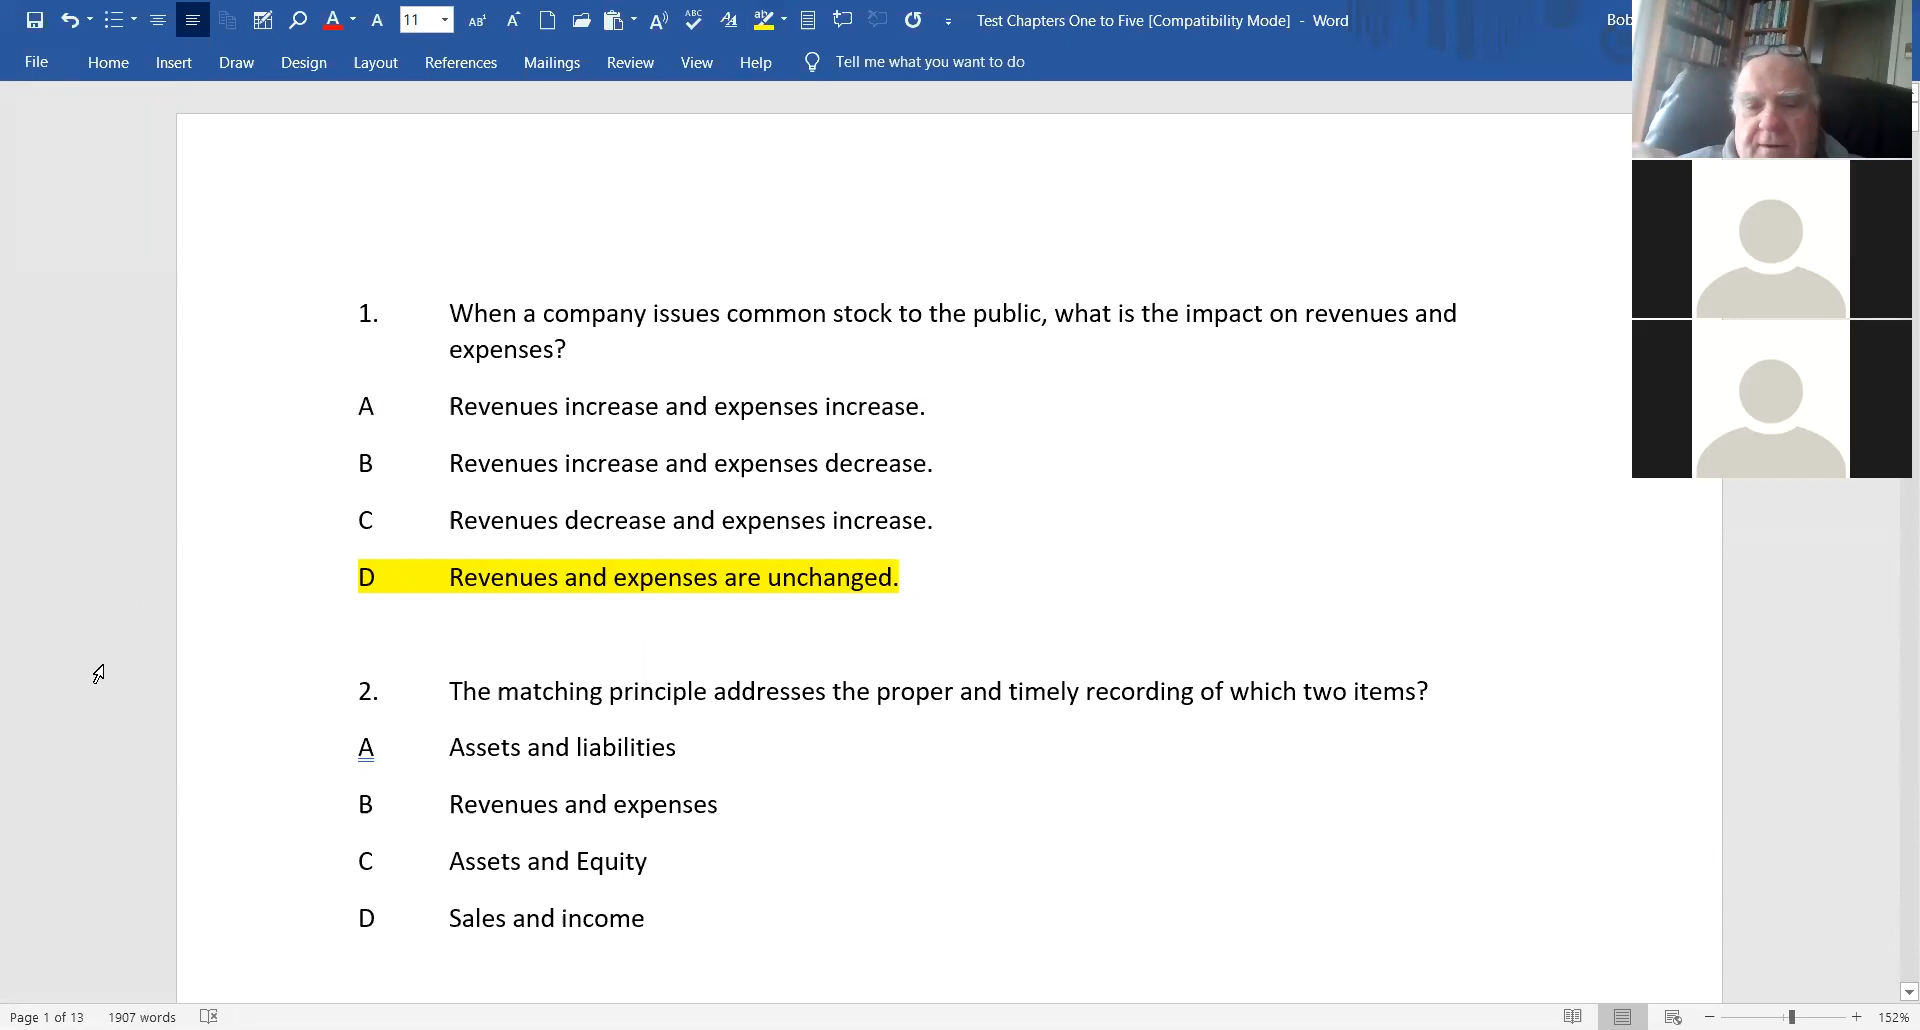 11
Test Chapters One to Five [Compatibility Mode] - Word
Bob
File Home Insert Draw Design Layout References Mailings Review View Help Tell me what you want to do
1. When a company issues common stock to the public, what is the impact on revenues and
expenses?
A Revenues increase and expenses increase.
B Revenues increase and expenses decrease.
C Revenues decrease and expenses increase.
D Revenues and expenses are unchanged.
2. The matching principle addresses the proper and timely recording of which two items?
A Assets and liabilities
B Revenues and expenses
C Assets and Equity
D Sales and income
Page 1 of 13 1907 words 152%